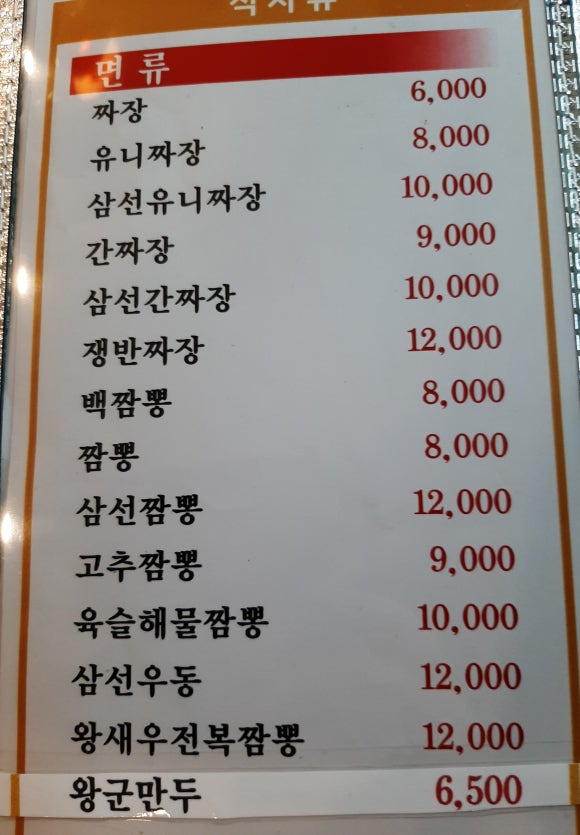 식사류
면 류
짜장 6,000
유니짜장 8,000
삼선유니짜장 10,000
간짜장 9,000
삼선간짜장 10,000
쟁반짜장 12,000
백짬뽕 8,000
짬뽕 8,000
삼선짬뽕 12,000
고추짬뽕 9,000
육슬해물짬뽕 10,000
삼선우동 12,000
왕새우전복짬뽕 12,000
왕군만두 6,500